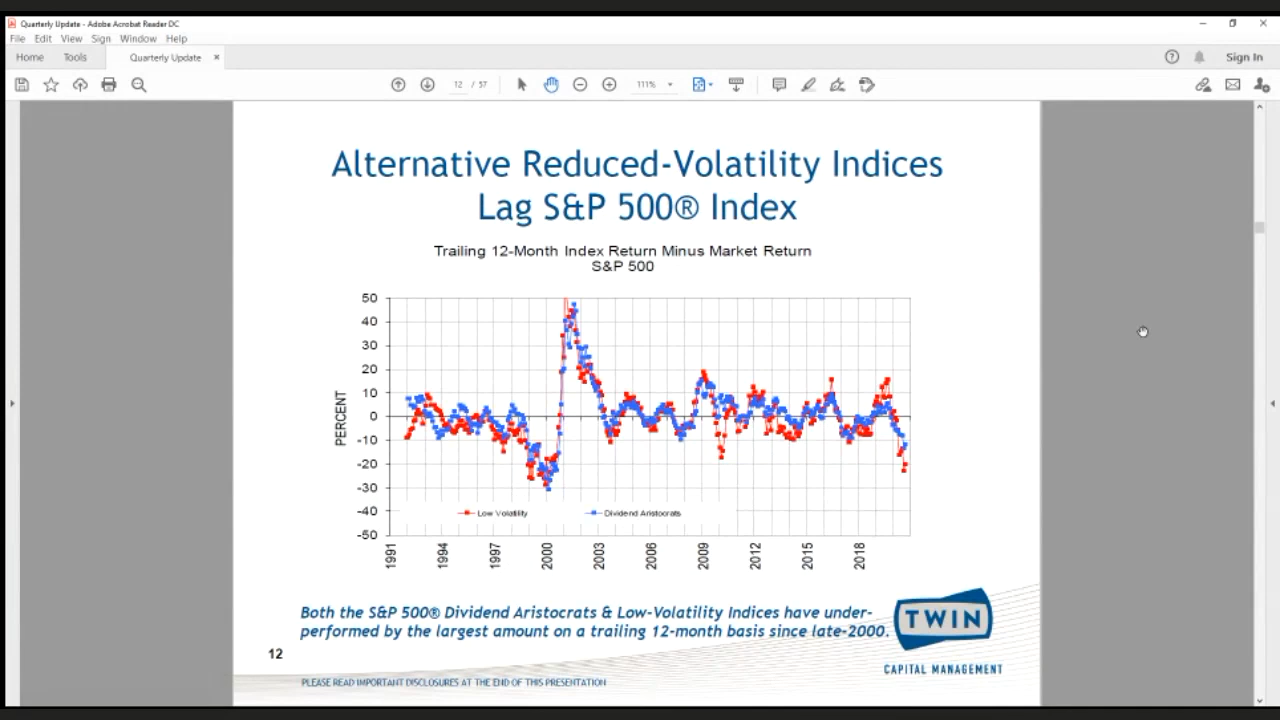 Quarterly Update - Adobe Acrobat Reader DC
File Edit View Sign Window Help
Home Tools Quarterly Update × Sign In
12 / 37 111%
Alternative Reduced-Volatility Indices
Lag S&P 500® Index
Trailing 12-Month Index Return Minus Market Return
S&P 500
50
40
30
20
10
0
-10
-20
-30
-40
-50
PERCENT
Low Volatility Dividend Aristocrats
1991 1994 1997 2000 2003 2006 2009 2012 2015 2018
Both the S&P 500® Dividend Aristocrats & Low-Volatility Indices have under-
performed by the largest amount on a trailing 12-month basis since late-2000.
TWIN
CAPITAL MANAGEMENT
12
PLEASE READ IMPORTANT DISCLOSURES AT THE END OF THIS PRESENTATION